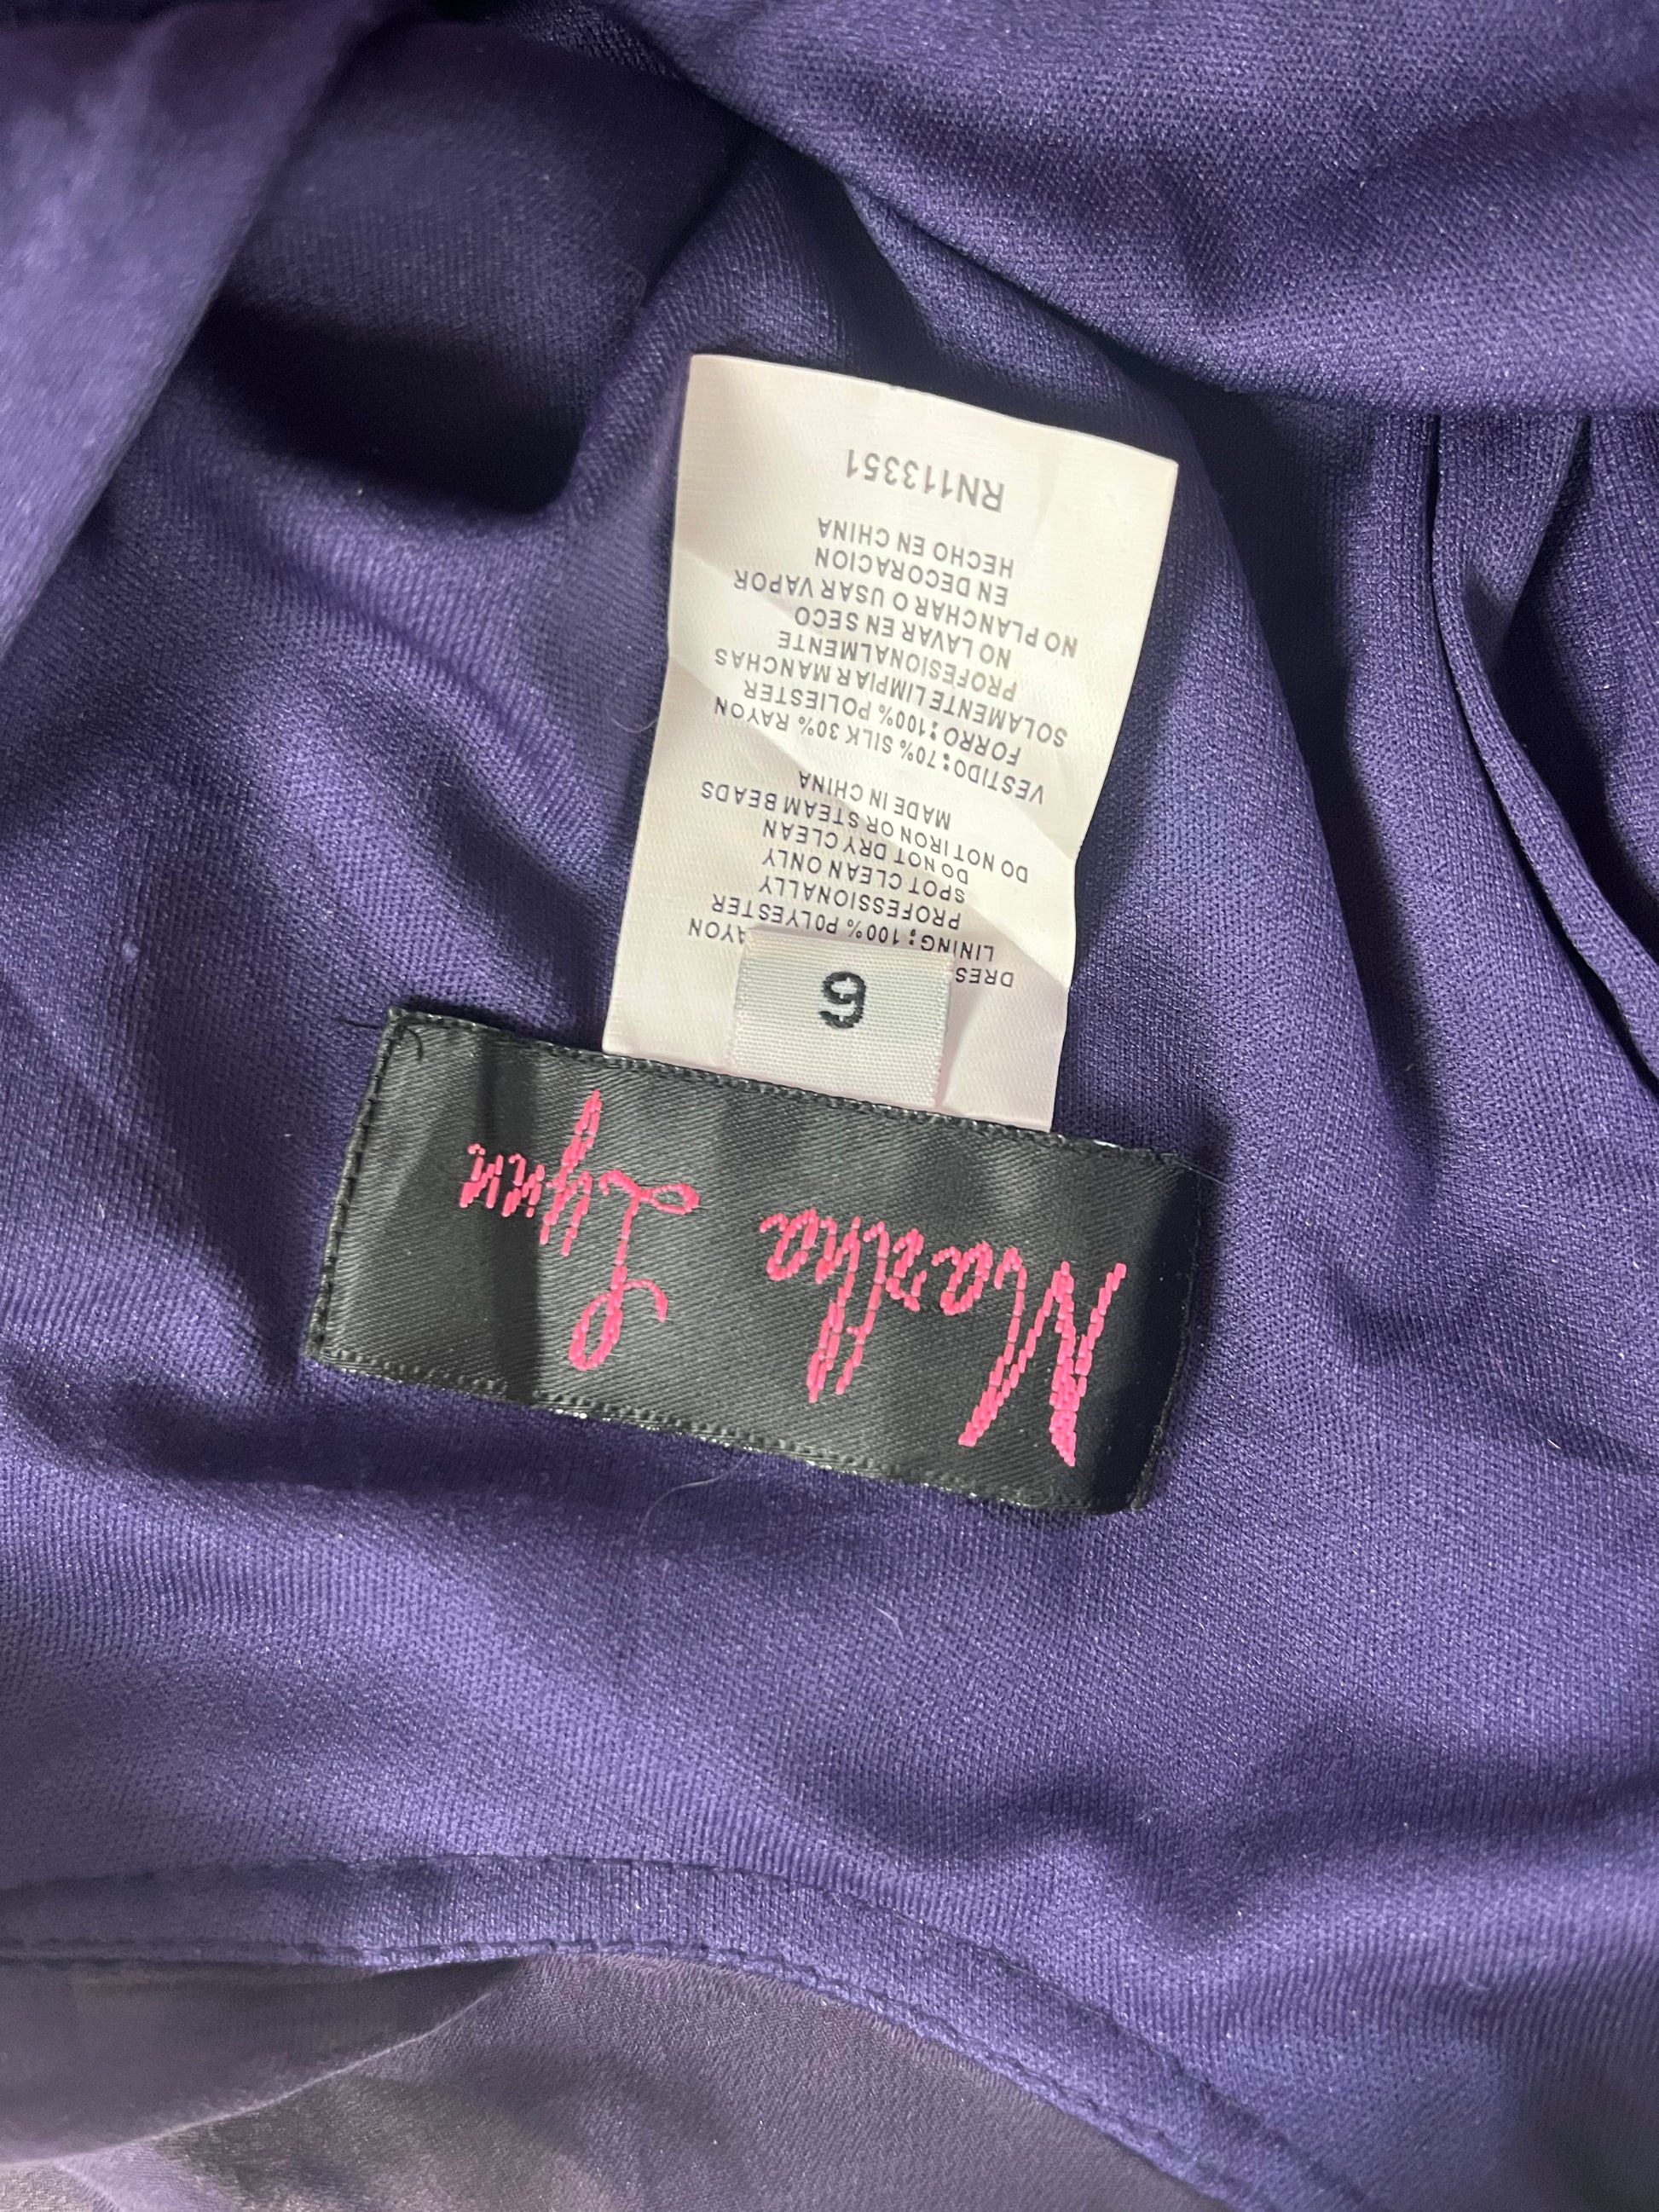 Martha Lynn
6
LINING:100% POLYESTER
PROFESSIONALLY
SPOT CLEAN ONLY
DO NOT DRY CLEAN
DO NOT IRON OR STEAM BEADS
MADE IN CHINA
VESTIDO:70% SILK 30% RAYON
FORRO:100% POLIESTER
SOLAMENTE LIMPIAR MANCHAS
PROFESIONALMENTE
NO LAVAR EN SECO
NO PLANCHAR O USAR VAPOR
EN DECORACION
HECHO EN CHINA
RN113351